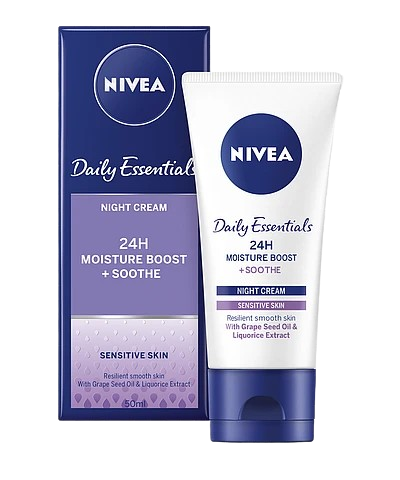 NIVEA
Daily Essentials
NIGHT CREAM
24H
MOISTURE BOOST
+ SOOTHE
SENSITIVE SKIN
Resilient smooth skin
With Grape Seed Oil & Liquorice Extract
50ml
NIVEA
Daily Essentials
24H
MOISTURE BOOST
+SOOTHE
NIGHT CREAM
SENSITIVE SKIN
Resilient smooth skin
With Grape Seed Oil &
Liquorice Extract